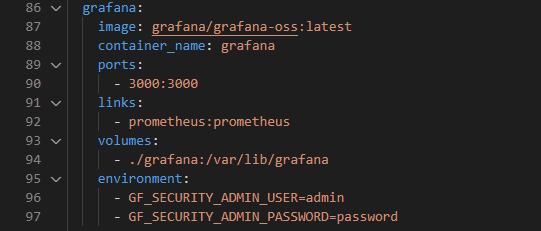 86 grafana:
87 image: grafana/grafana-oss:latest
88 container_name: grafana
89 ports:
90 - 3000:3000
91 links:
92 - prometheus:prometheus
93 volumes:
94 - ./grafana:/var/lib/grafana
95 environment:
96 - GF_SECURITY_ADMIN_USER=admin
97 - GF_SECURITY_ADMIN_PASSWORD=password